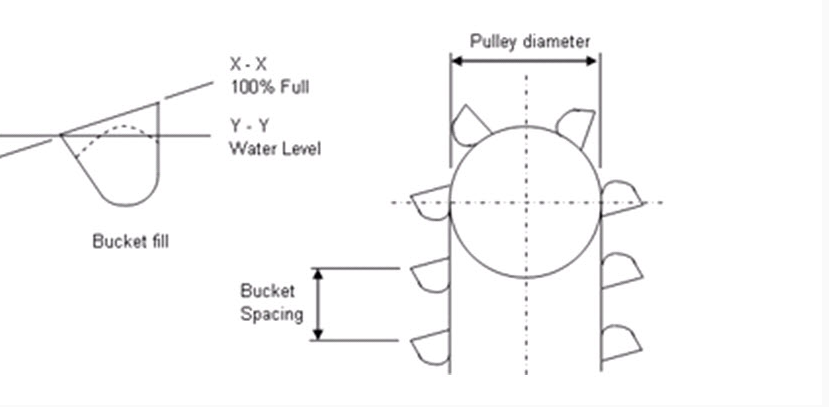 Pulley diameter
X - X
100% Full
Y - Y
Water Level
Bucket fill
Bucket
Spacing